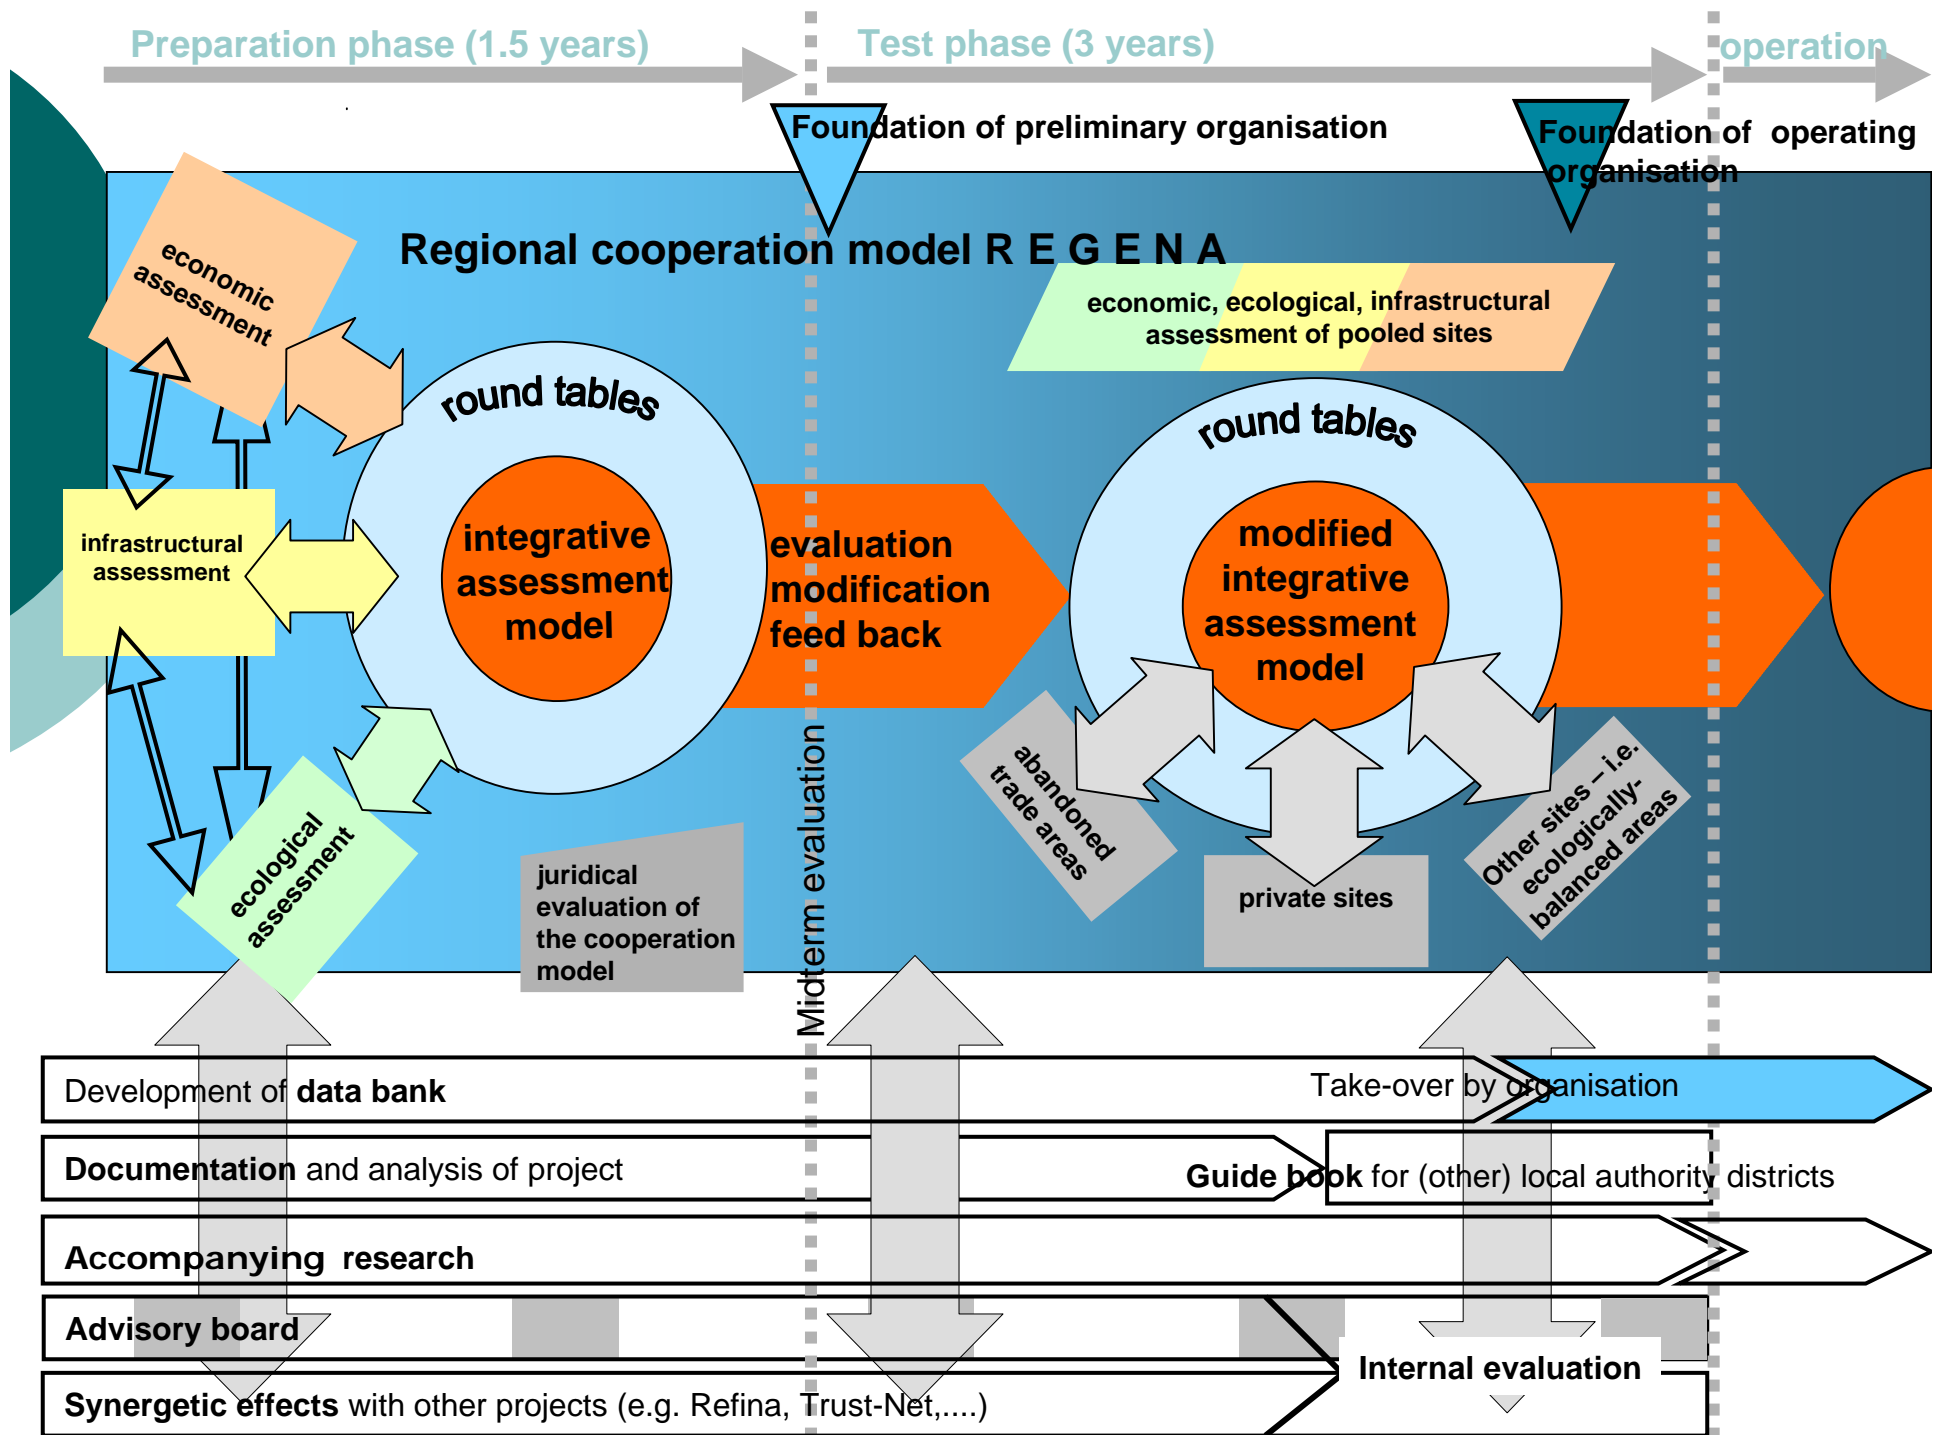 Preparation phase (1.5 years)
Test phase (3 years)
operation
Foundation of preliminary organisation
Foundation of operating
organisation
Regional cooperation model R E G E N A
economic
assessment
economic, ecological, infrastructural
assessment of pooled sites
round tables
round tables
infrastructural
assessment
integrative
assessment
model
evaluation
modification
feed back
modified
integrative
assessment
model
ecological
assessment
juridical
evaluation of
the cooperation
model
Midterm evaluation
abandoned
trade areas
private sites
Other sites – i.e.
ecologically-
balanced areas
Development of data bank
Take-over by organisation
Documentation and analysis of project
Guide book for (other) local authority districts
Accompanying research
Advisory board
Internal evaluation
Synergetic effects with other projects (e.g. Refina, Trust-Net,....)